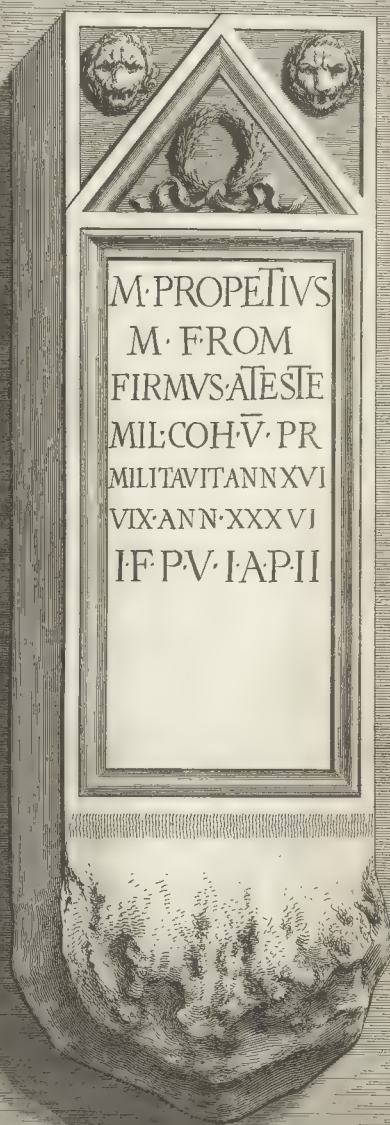 M·PROPETIVS
M·F·ROM
FIRMVS·ATESTE
MIL·COH·V̅·PR
MILITAVIT ANN XVI
VIX·ANN·XXXVI
I·F·P·V·I·A·P·II